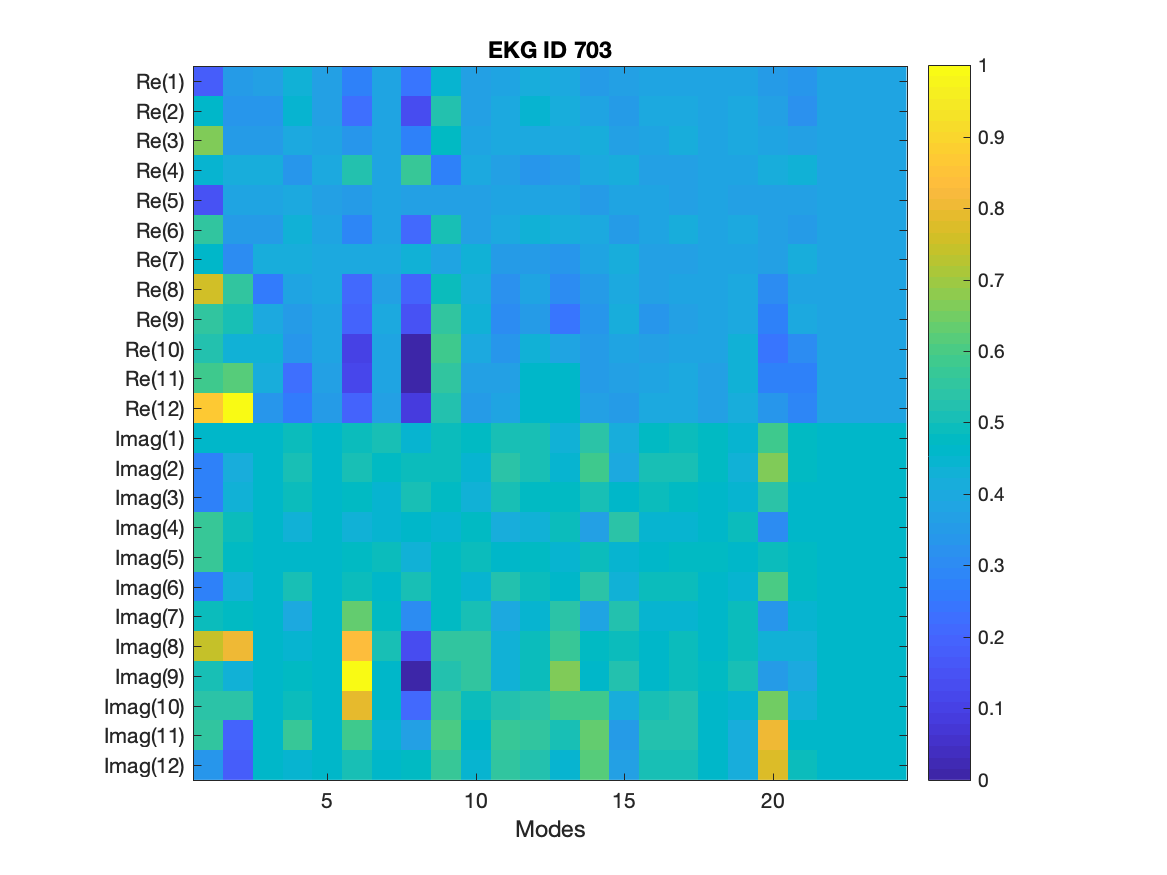 EKG ID 703
Re(1)
Re(2)
Re(3)
Re(4)
Re(5)
Re(6)
Re(7)
Re(8)
Re(9)
Re(10)
Re(11)
Re(12)
Imag(1)
Imag(2)
Imag(3)
Imag(4)
Imag(5)
Imag(6)
Imag(7)
Imag(8)
Imag(9)
Imag(10)
Imag(11)
Imag(12)
5 10 15 20
Modes
1
0.9
0.8
0.7
0.6
0.5
0.4
0.3
0.2
0.1
0